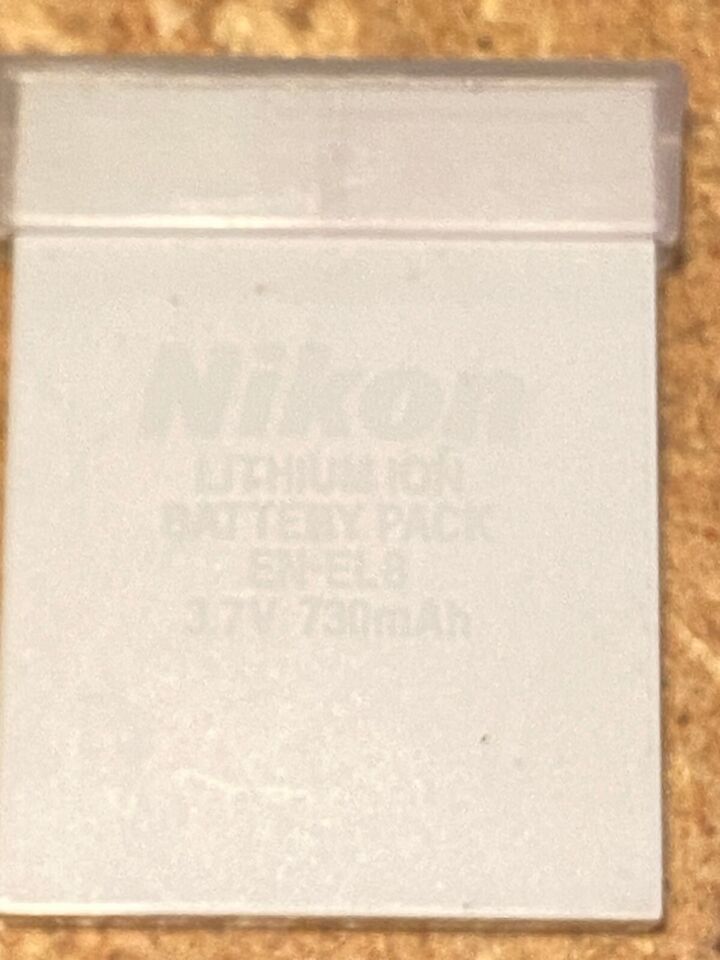 Nikon
LITHIUM ION
BATTERY PACK
EN-EL8
3.7V 730mAh